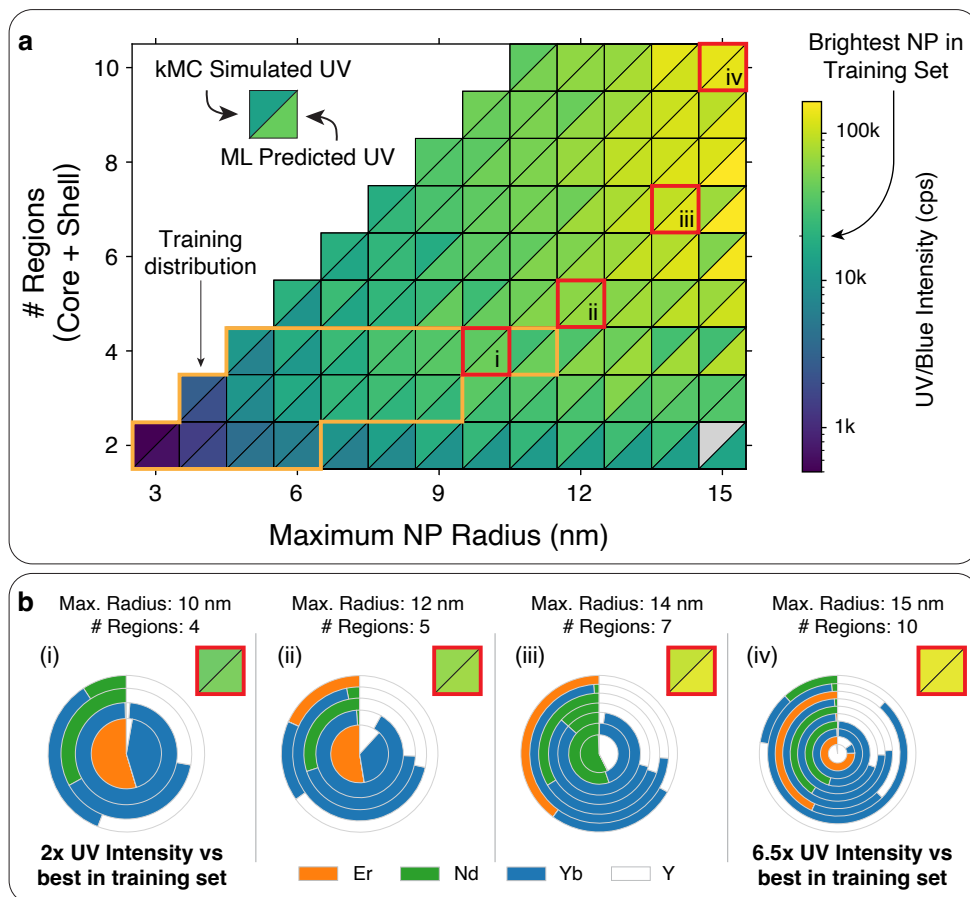 a
kMC Simulated UV
ML Predicted UV
Training
distribution
Brightest NP in
Training Set
iv
iii
ii
i
10
8
6
4
2
# Regions
(Core + Shell)
3
6
9
12
15
Maximum NP Radius (nm)
100k
10k
1k
UV/Blue Intensity (cps)
b
Max. Radius: 10 nm
# Regions: 4
(i)
2x UV Intensity vs
best in training set
Max. Radius: 12 nm
# Regions: 5
(ii)
Max. Radius: 14 nm
# Regions: 7
(iii)
Max. Radius: 15 nm
# Regions: 10
(iv)
6.5x UV Intensity vs
best in training set
Er
Nd
Yb
Y